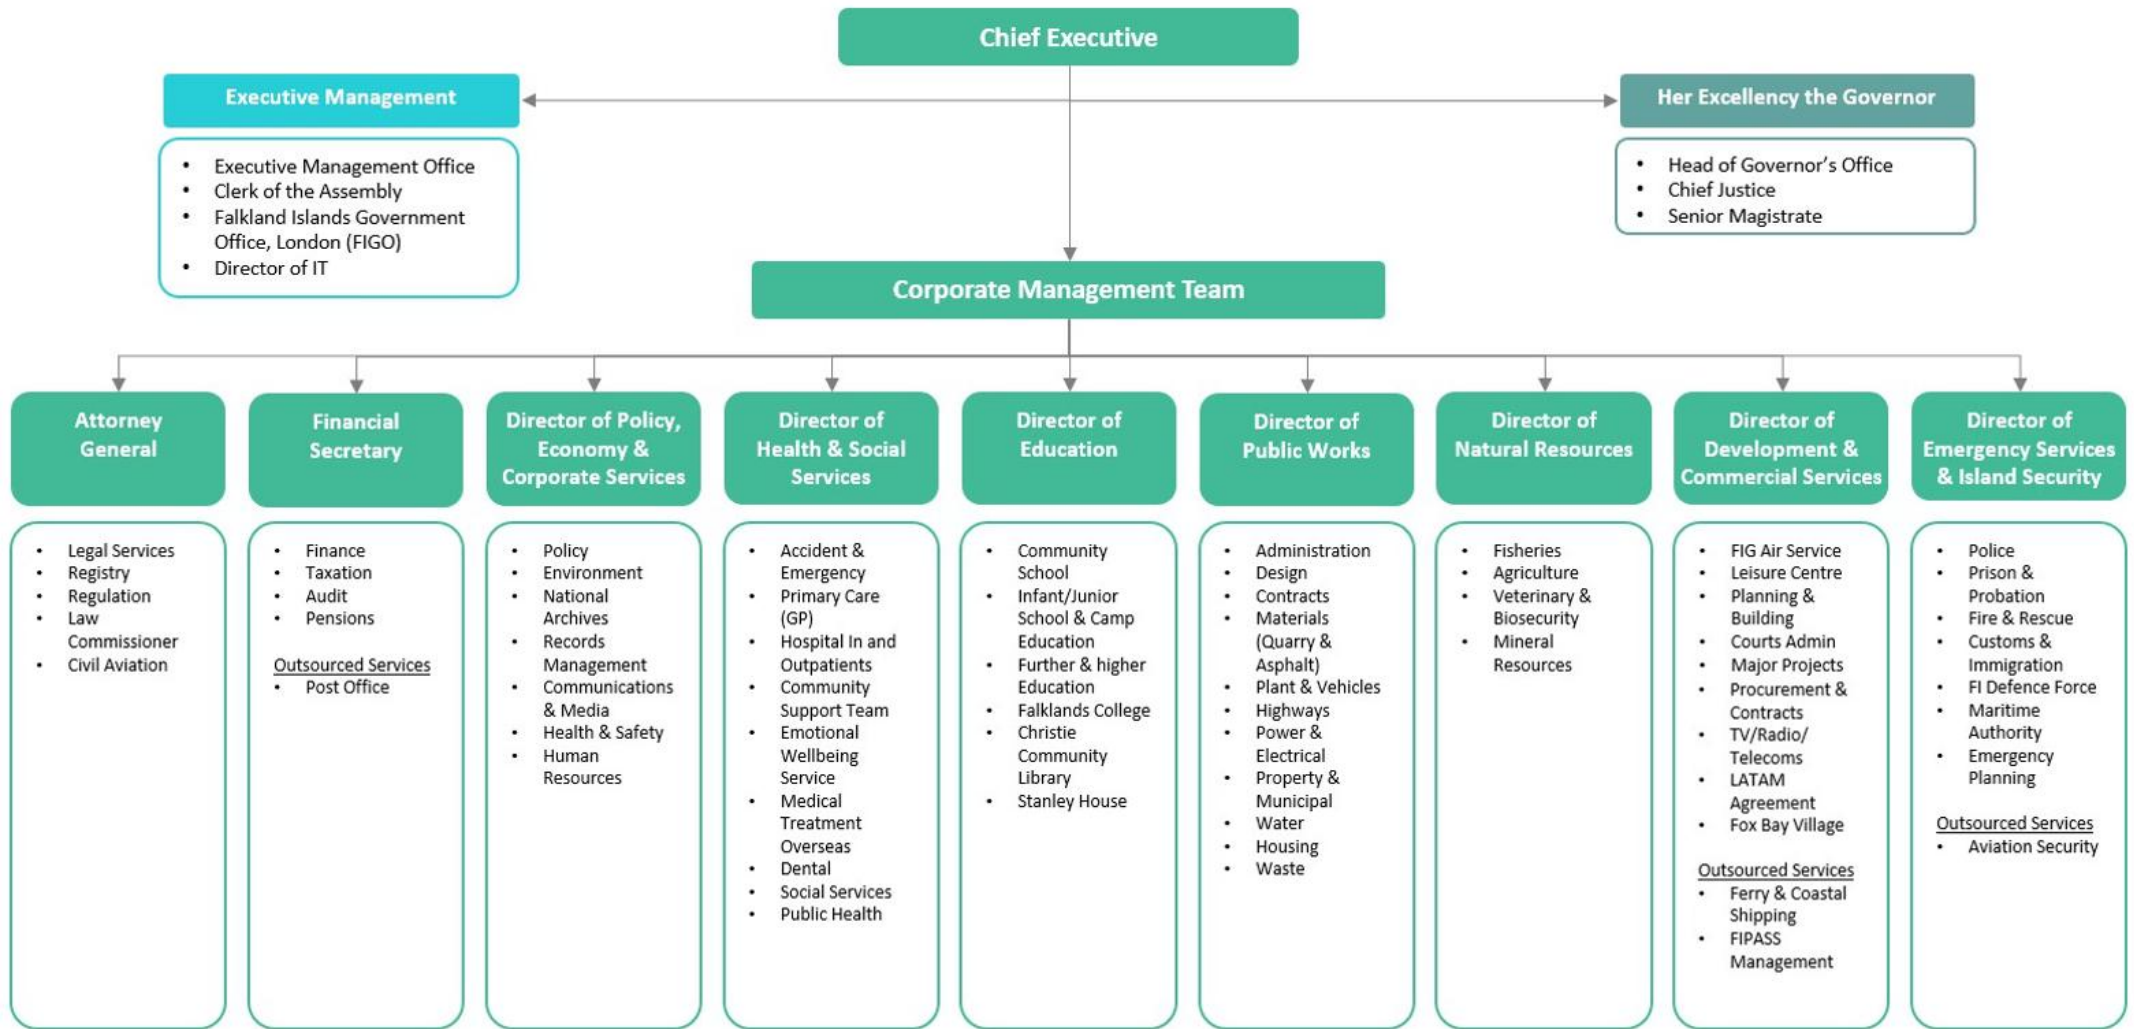 Chief Executive
Executive Management
• Executive Management Office
• Clerk of the Assembly
• Falkland Islands Government
Office, London (FIGO)
• Director of IT
Her Excellency the Governor
• Head of Governor’s Office
• Chief Justice
• Senior Magistrate
Corporate Management Team
Attorney
General
• Legal Services
• Registry
• Regulation
• Law
Commissioner
• Civil Aviation
Financial
Secretary
• Finance
• Taxation
• Audit
• Pensions
Outsourced Services
• Post Office
Director of Policy,
Economy &
Corporate Services
• Policy
• Environment
• National
Archives
• Records
Management
• Communications
& Media
• Health & Safety
• Human
Resources
Director of
Health & Social
Services
• Accident &
Emergency
• Primary Care
(GP)
• Hospital In and
Outpatients
• Community
Support Team
• Emotional
Wellbeing
Service
• Medical
Treatment
Overseas
• Dental
• Social Services
• Public Health
Director of
Education
• Community
School
• Infant/Junior
School & Camp
Education
• Further & higher
Education
• Falklands College
• Christie
Community
Library
• Stanley House
Director of
Public Works
• Administration
• Design
• Contracts
• Materials
(Quarry &
Asphalt)
• Plant & Vehicles
• Highways
• Power &
Electrical
• Property &
Municipal
• Water
• Housing
• Waste
Director of
Natural Resources
• Fisheries
• Agriculture
• Veterinary &
Biosecurity
• Mineral
Resources
Director of
Development &
Commercial Services
• FIG Air Service
• Leisure Centre
• Planning &
Building
• Courts Admin
• Major Projects
• Procurement &
Contracts
• TV/Radio/
Telecoms
• LATAM
Agreement
• Fox Bay Village
Outsourced Services
• Ferry & Coastal
Shipping
• FIPASS
Management
Director of
Emergency Services
& Island Security
• Police
• Prison &
Probation
• Fire & Rescue
• Customs &
Immigration
• FI Defence Force
• Maritime
Authority
• Emergency
Planning
Outsourced Services
• Aviation Security